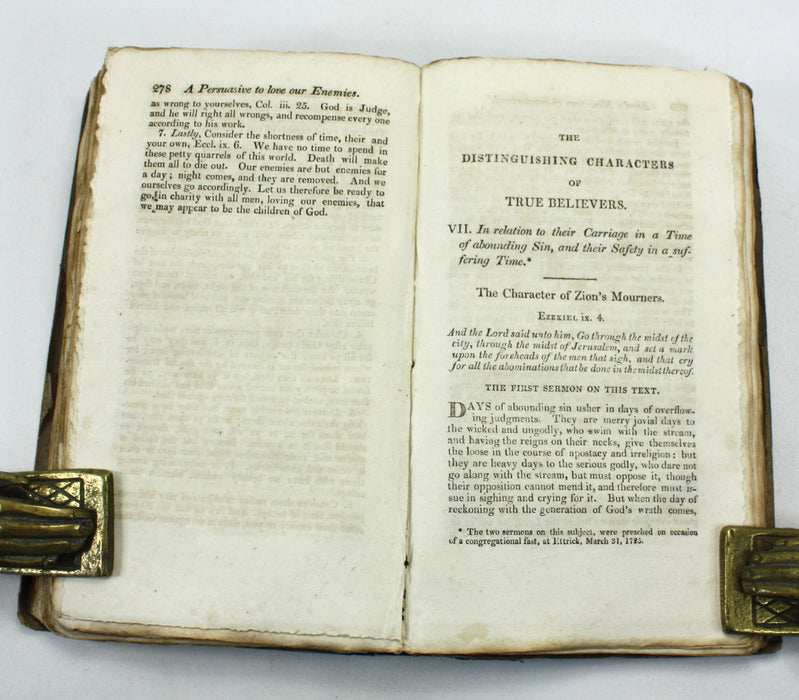 278 A Persuasive to love our Enemies.
as wrong to yourselves, Col. iii. 25. God is Judge,
and he will right all wrongs, and recompense every one
according to his work.
7. Lastly, Consider the shortness of time, their and
your own, Eccl. ix. 6. We have no time to spend in
these petty quarrels of this world. Death will make
them all to die out. Our enemies are but enemies for
a day; night comes, and they are removed. And we
ourselves go accordingly. Let us therefore be ready to
go in charity with all men, loving our enemies, that
we may appear to be the children of God.
THE
DISTINGUISHING CHARACTERS
OF
TRUE BELIEVERS.
VII. In relation to their Carriage in a Time
of abounding Sin, and their Safety in a suf-
fering Time.*
The Character of Zion's Mourners.
EZEKIEL ix. 4.
And the Lord said unto him, Go through the midst of the
city, through the midst of Jerusalem, and set a mark
upon the foreheads of the men that sigh, and that cry
for all the abominations that be done in the midst thereof.
THE FIRST SERMON ON THIS TEXT.
DAYS of abounding sin usher in days of overflow-
ing judgments. They are merry jovial days to
the wicked and ungodly, who swim with the stream,
and having the reigns on their necks, give themselves
the loose in the course of apostacy and irreligion: but
they are heavy days to the serious godly, who dare not
go along with the stream, but must oppose it, though
their opposition cannot mend it, and therefore must is-
sue in sighing and crying for it. But when the day of
reckoning with the generation of God's wrath comes,
* The two sermons on this subject, were preached on occasion
of a congregational fast, at Ettrick, March 31, 1725.